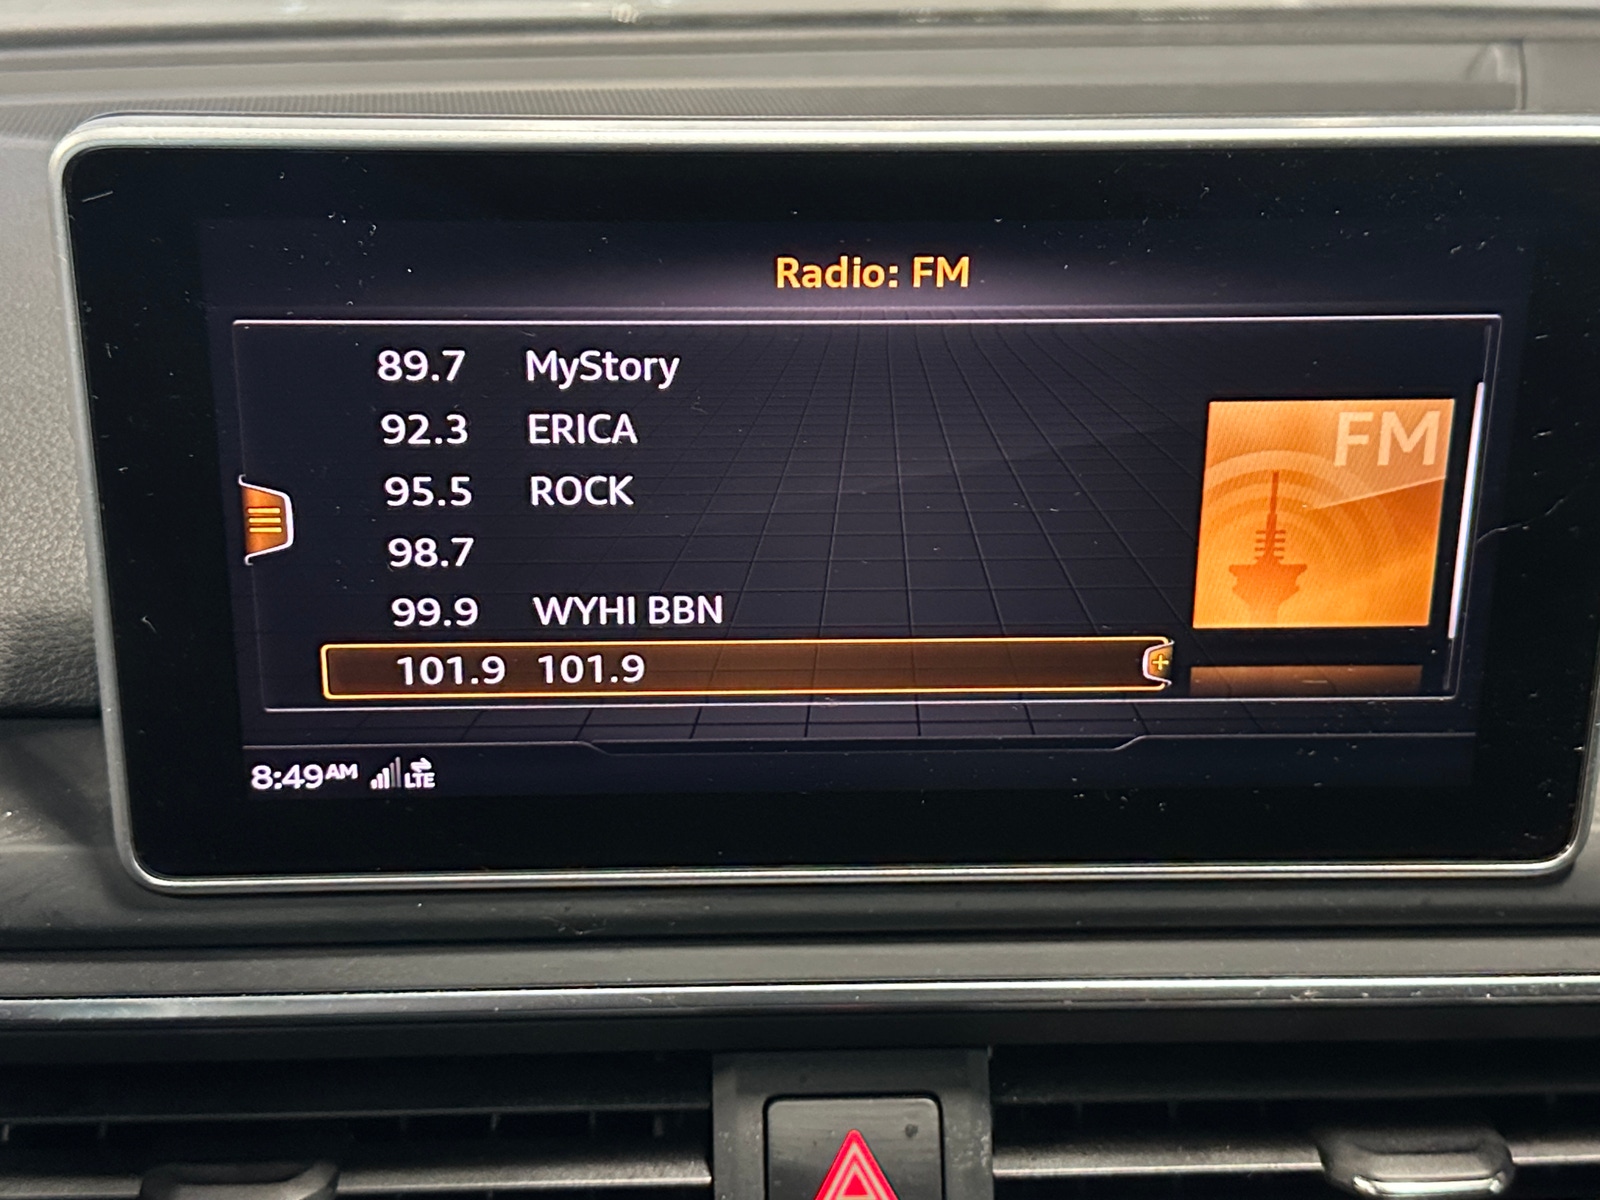 Radio: FM
89.7 MyStory
92.3 ERICA
95.5 ROCK
98.7
99.9 WYHI BBN
101.9 101.9
FM
8:49AM LTE